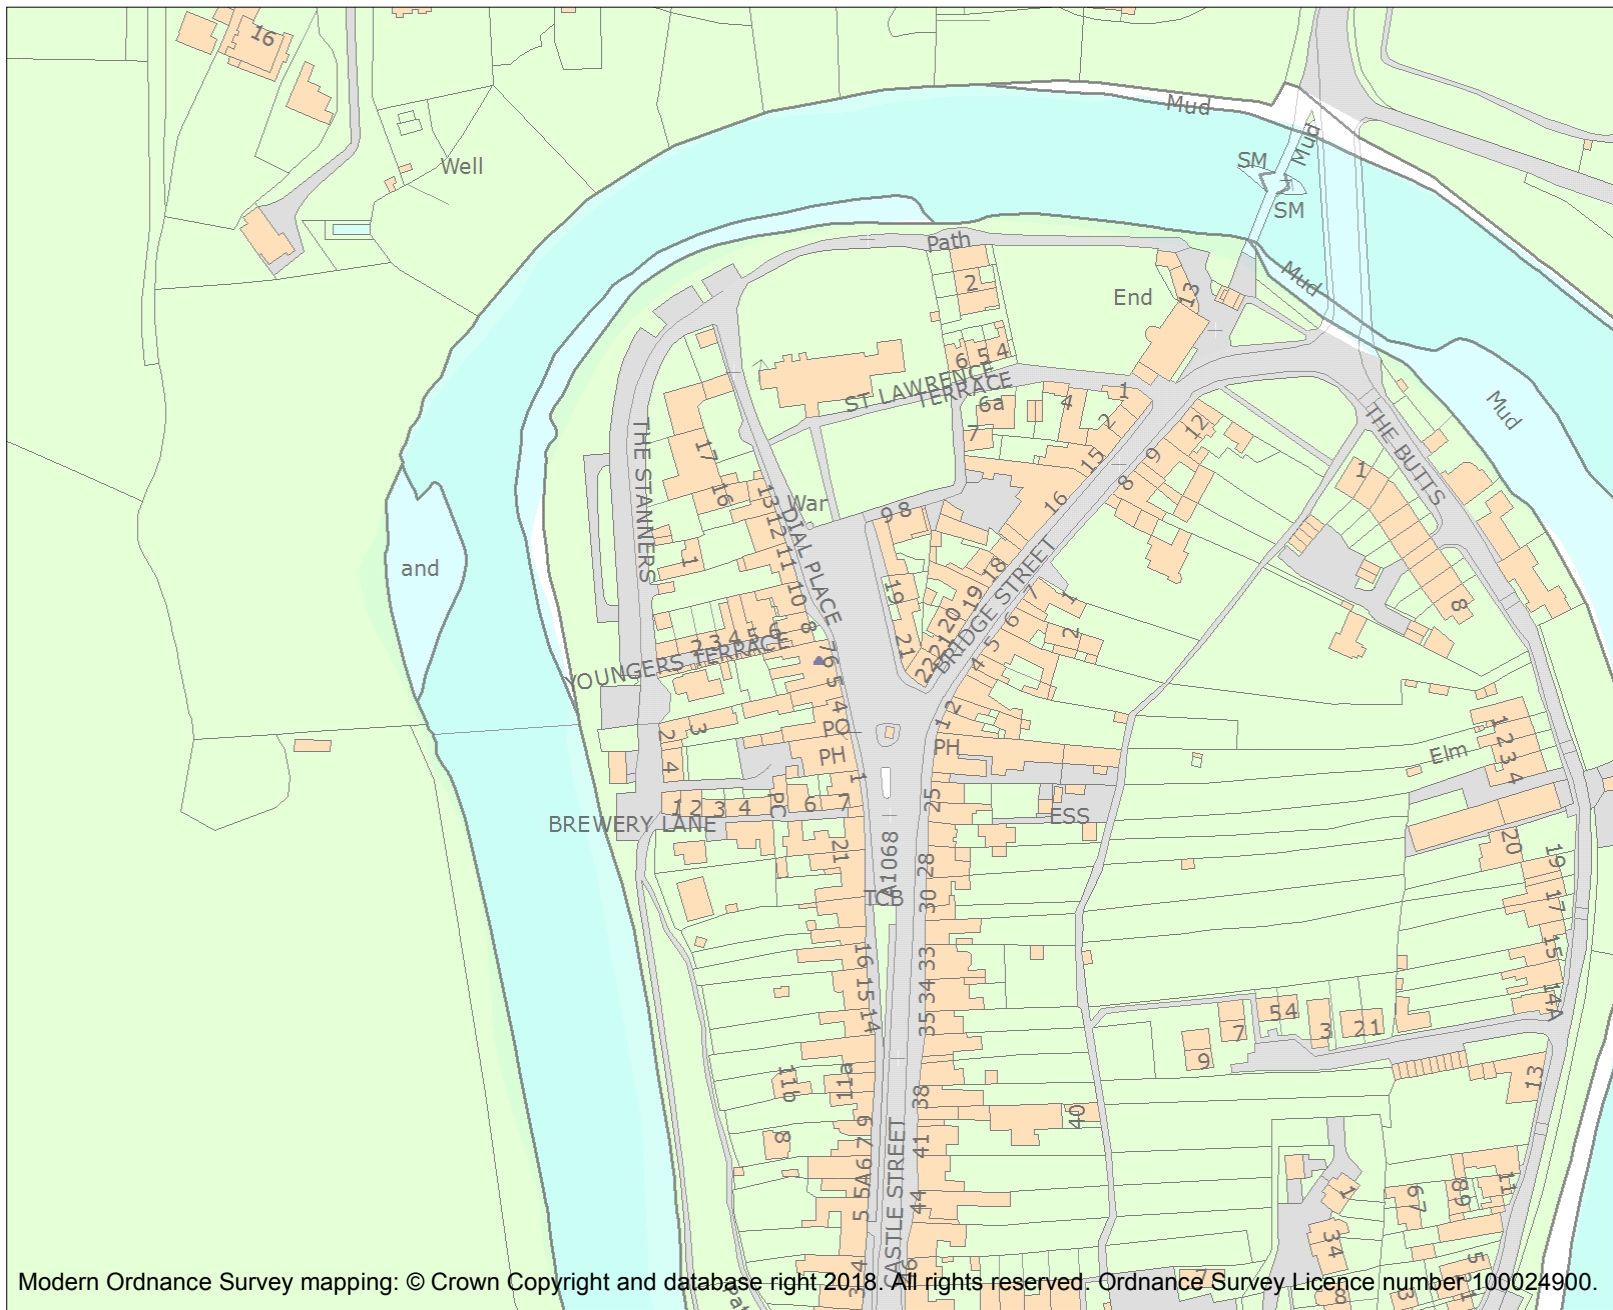 16
Well
Mud
Mud
SM
SM
Mud
Mud
Path
2
End
13
6 5 4
ST LAWRENCE
TERRACE
6a
7
4
1
2
15
16
12
9
8
THE BUTTS
1
8
THE STANNERS
17
16
13
12
11
10
8
War
DIAL PLACE
9 8
19
21
18
19
20
21
22
BRIDGE STREET
7
6
5
4
2
1
1
2
and
1
2 3 4 5 6
YOUNGERS TERRACE
7
6
5
4
PO
PH
1
PH
3
2
4
1 2 3 4
PC
6
7
BREWERY LANE
21
25
ESS
A1068
28
TCB
30
Elm
1
2
3
4
20
19
17
15
14A
16
15
14
33
34
35
5 4
7
3
2 1
9
11b
11a
38
40
13
9
8
7
6
5A
5
41
44
CASTLE STREET
1
6
7
8
9
11
3
4
5
Modern Ordnance Survey mapping: © Crown Copyright and database right 2018. All rights reserved. Ordnance Survey Licence number 100024900.